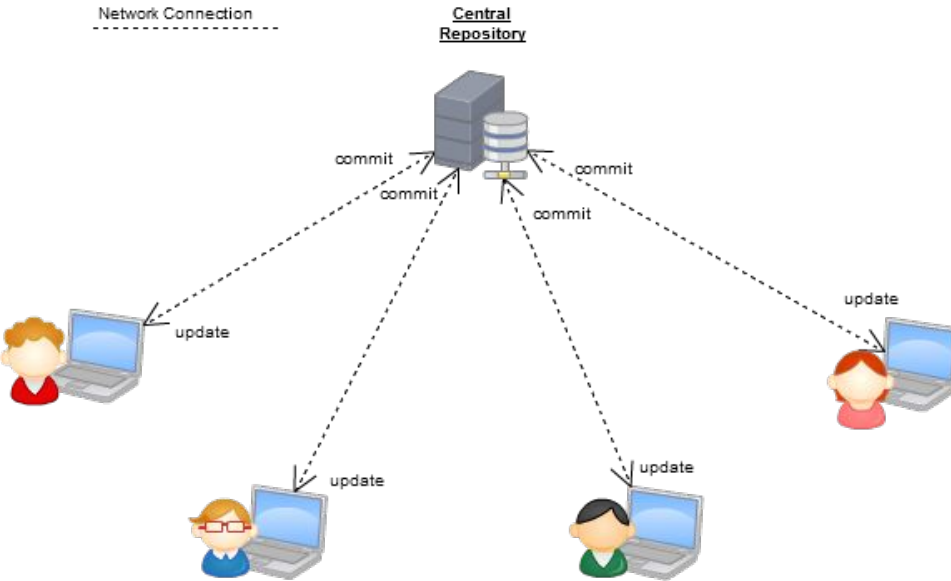 Network Connection
Central
Repository
commit
commit
commit
commit
update
update
update
update